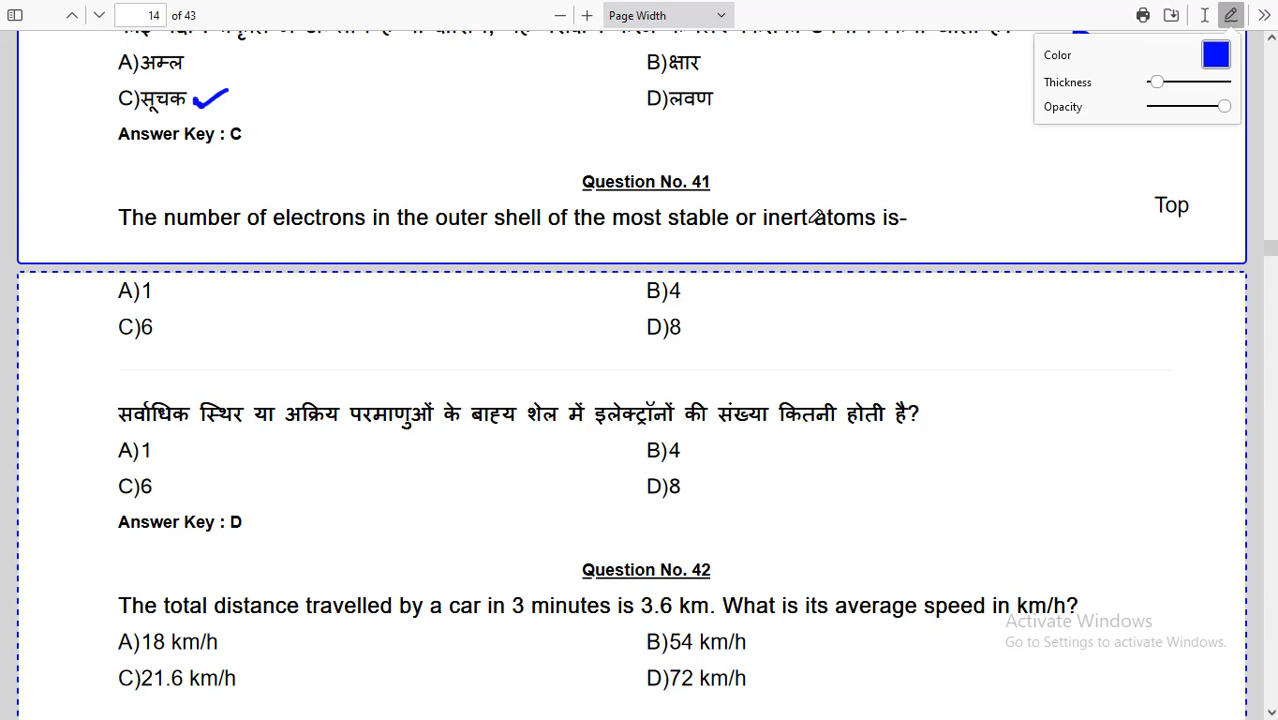 14 of 43
Page Width
Color
Thickness
Opacity
A)अम्ल
B)क्षार
C)सूचक
D)लवण
Answer Key : C
Question No. 41
The number of electrons in the outer shell of the most stable or inert atoms is-
Top
A)1
B)4
C)6
D)8
सर्वाधिक स्थिर या अक्रिय परमाणुओं के बाह्य शेल में इलेक्ट्रॉनों की संख्या कितनी होती है?
A)1
B)4
C)6
D)8
Answer Key : D
Question No. 42
The total distance travelled by a car in 3 minutes is 3.6 km. What is its average speed in km/h?
A)18 km/h
B)54 km/h
C)21.6 km/h
D)72 km/h
Activate Windows
Go to Settings to activate Windows.